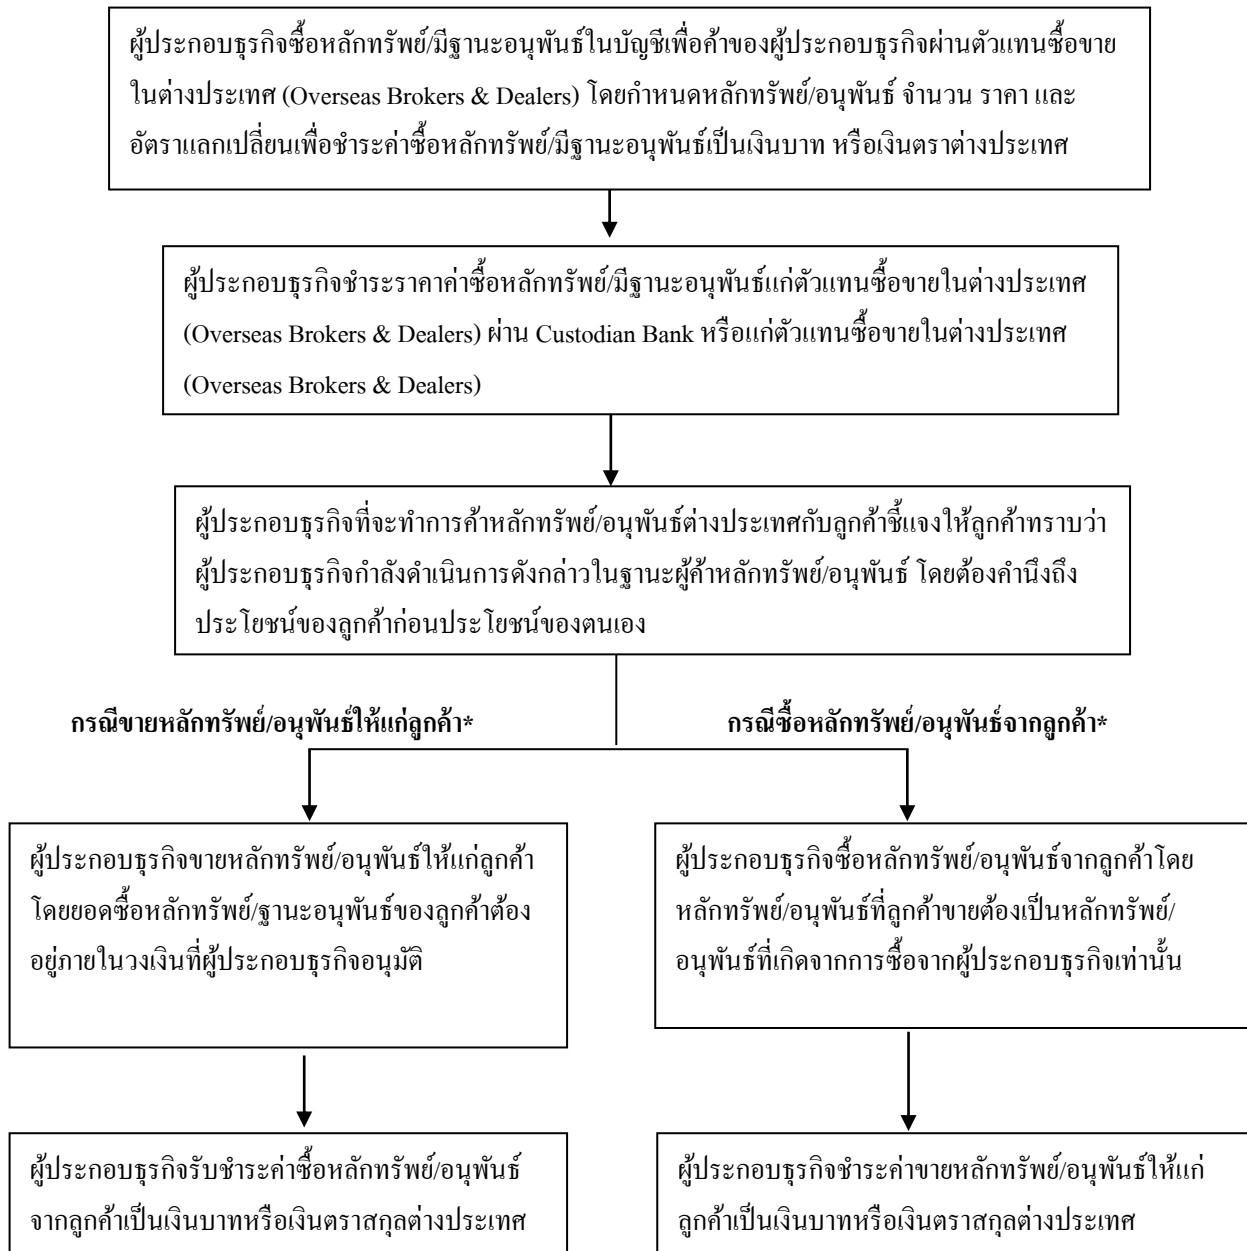 ผู้ประกอบธุรกิจซื้อหลักทรัพย์/มีฐานะอนุพันธ์ในบัญชีเพื่อค้าของผู้ประกอบธุรกิจผ่านตัวแทนซื้อขาย
ในต่างประเทศ (Overseas Brokers & Dealers) โดยกำหนดหลักทรัพย์/อนุพันธ์ จำนวน ราคา และ
อัตราแลกเปลี่ยนเพื่อชำระค่าซื้อหลักทรัพย์/มีฐานะอนุพันธ์เป็นเงินบาท หรือเงินตราต่างประเทศ
ผู้ประกอบธุรกิจชำระราคาค่าซื้อหลักทรัพย์/มีฐานะอนุพันธ์แก่ตัวแทนซื้อขายในต่างประเทศ
(Overseas Brokers & Dealers) ผ่าน Custodian Bank หรือแก่ตัวแทนซื้อขายในต่างประเทศ
(Overseas Brokers & Dealers)
ผู้ประกอบธุรกิจที่จะทำการค้าหลักทรัพย์/อนุพันธ์ต่างประเทศกับลูกค้าชี้แจงให้ลูกค้าทราบว่า
ผู้ประกอบธุรกิจกำลังดำเนินการดังกล่าวในฐานะผู้ค้าหลักทรัพย์/อนุพันธ์ โดยต้องคำนึงถึง
ประโยชน์ของลูกค้าก่อนประโยชน์ของตนเอง
กรณีขายหลักทรัพย์/อนุพันธ์ให้แก่ลูกค้า*
กรณีซื้อหลักทรัพย์/อนุพันธ์จากลูกค้า*
ผู้ประกอบธุรกิจขายหลักทรัพย์/อนุพันธ์ให้แก่ลูกค้า
โดยยอดซื้อหลักทรัพย์/ฐานะอนุพันธ์ของลูกค้าต้อง
อยู่ภายในวงเงินที่ผู้ประกอบธุรกิจอนุมัติ
ผู้ประกอบธุรกิจซื้อหลักทรัพย์/อนุพันธ์จากลูกค้าโดย
หลักทรัพย์/อนุพันธ์ที่ลูกค้าขายต้องเป็นหลักทรัพย์/
อนุพันธ์ที่เกิดจากการซื้อจากผู้ประกอบธุรกิจเท่านั้น
ผู้ประกอบธุรกิจรับชำระค่าซื้อหลักทรัพย์/อนุพันธ์
จากลูกค้าเป็นเงินบาทหรือเงินตราสกุลต่างประเทศ
ผู้ประกอบธุรกิจชำระค่าขายหลักทรัพย์/อนุพันธ์ให้แก่
ลูกค้าเป็นเงินบาทหรือเงินตราสกุลต่างประเทศ